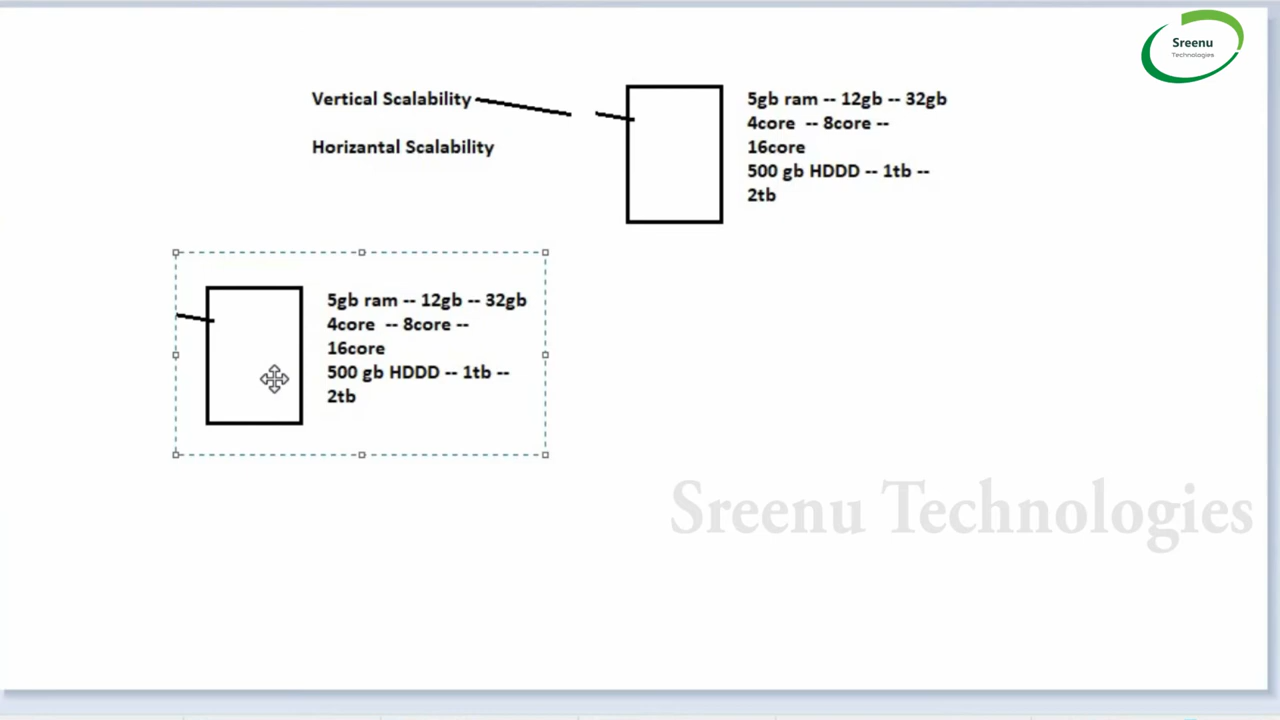 Sreenu
Technologies
Vertical Scalability
Horizantal Scalability
5gb ram -- 12gb -- 32gb
4core -- 8core --
16core
500 gb HDDD -- 1tb --
2tb
5gb ram -- 12gb -- 32gb
4core -- 8core --
16core
500 gb HDDD -- 1tb --
2tb
Sreenu Technologies